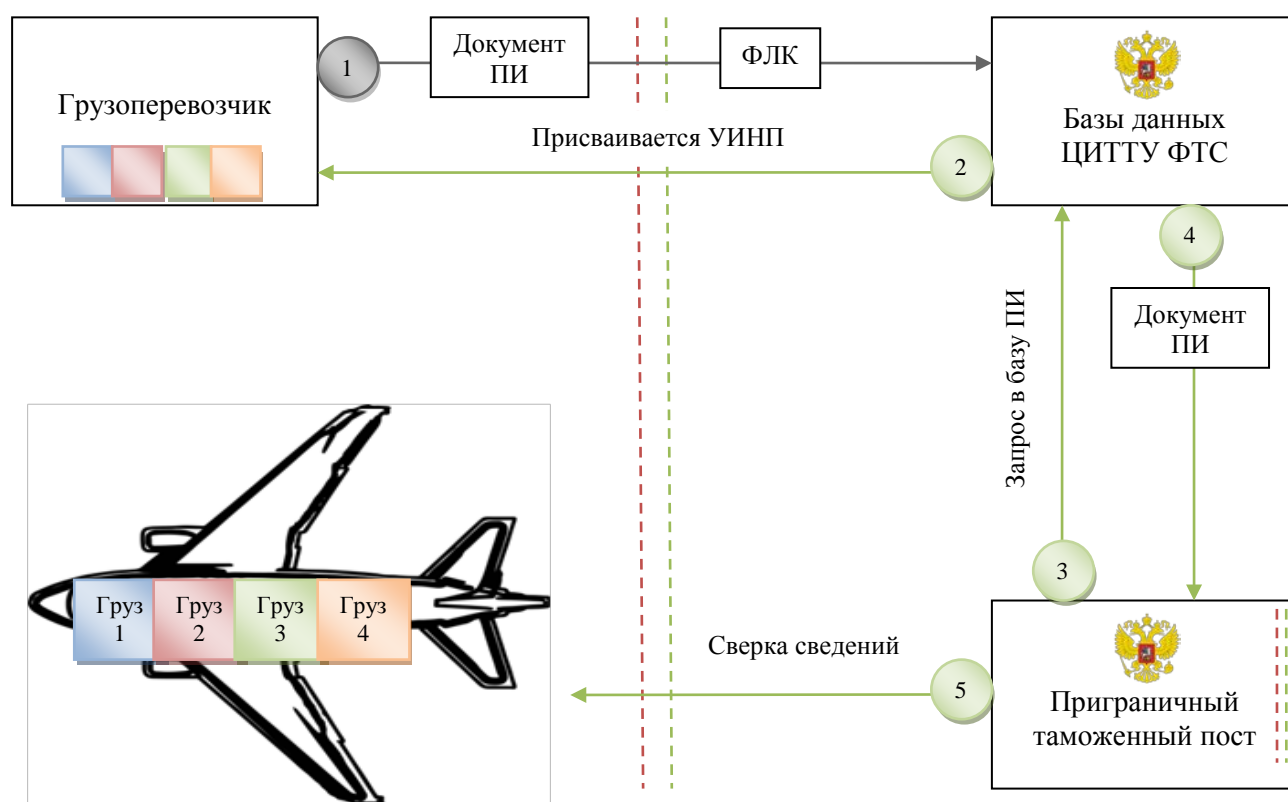 1
Документ
ПИ
ФЛК
Грузоперевозчик
Базы данных
ЦИТТУ ФТС
Присваивается УИНП
2
4
Документ
ПИ
Запрос в базу ПИ
3
Груз
1
Груз
2
Груз
3
Груз
4
Сверка сведений
5
Приграничный
таможенный пост